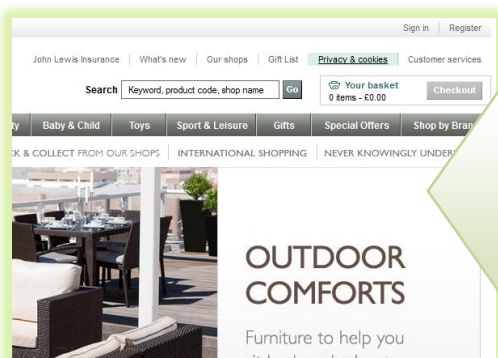 Sign in Register
John Lewis Insurance What's new Our shops Gift List Privacy & cookies Customer services
Search Keyword, product code, shop name Go
Your basket
0 items - £0.00
Checkout
Baby & Child Toys Sport & Leisure Gifts Special Offers Shop by Brand
& COLLECT FROM OUR SHOPS INTERNATIONAL SHOPPING NEVER KNOWINGLY
OUTDOOR
COMFORTS
Furniture to help you